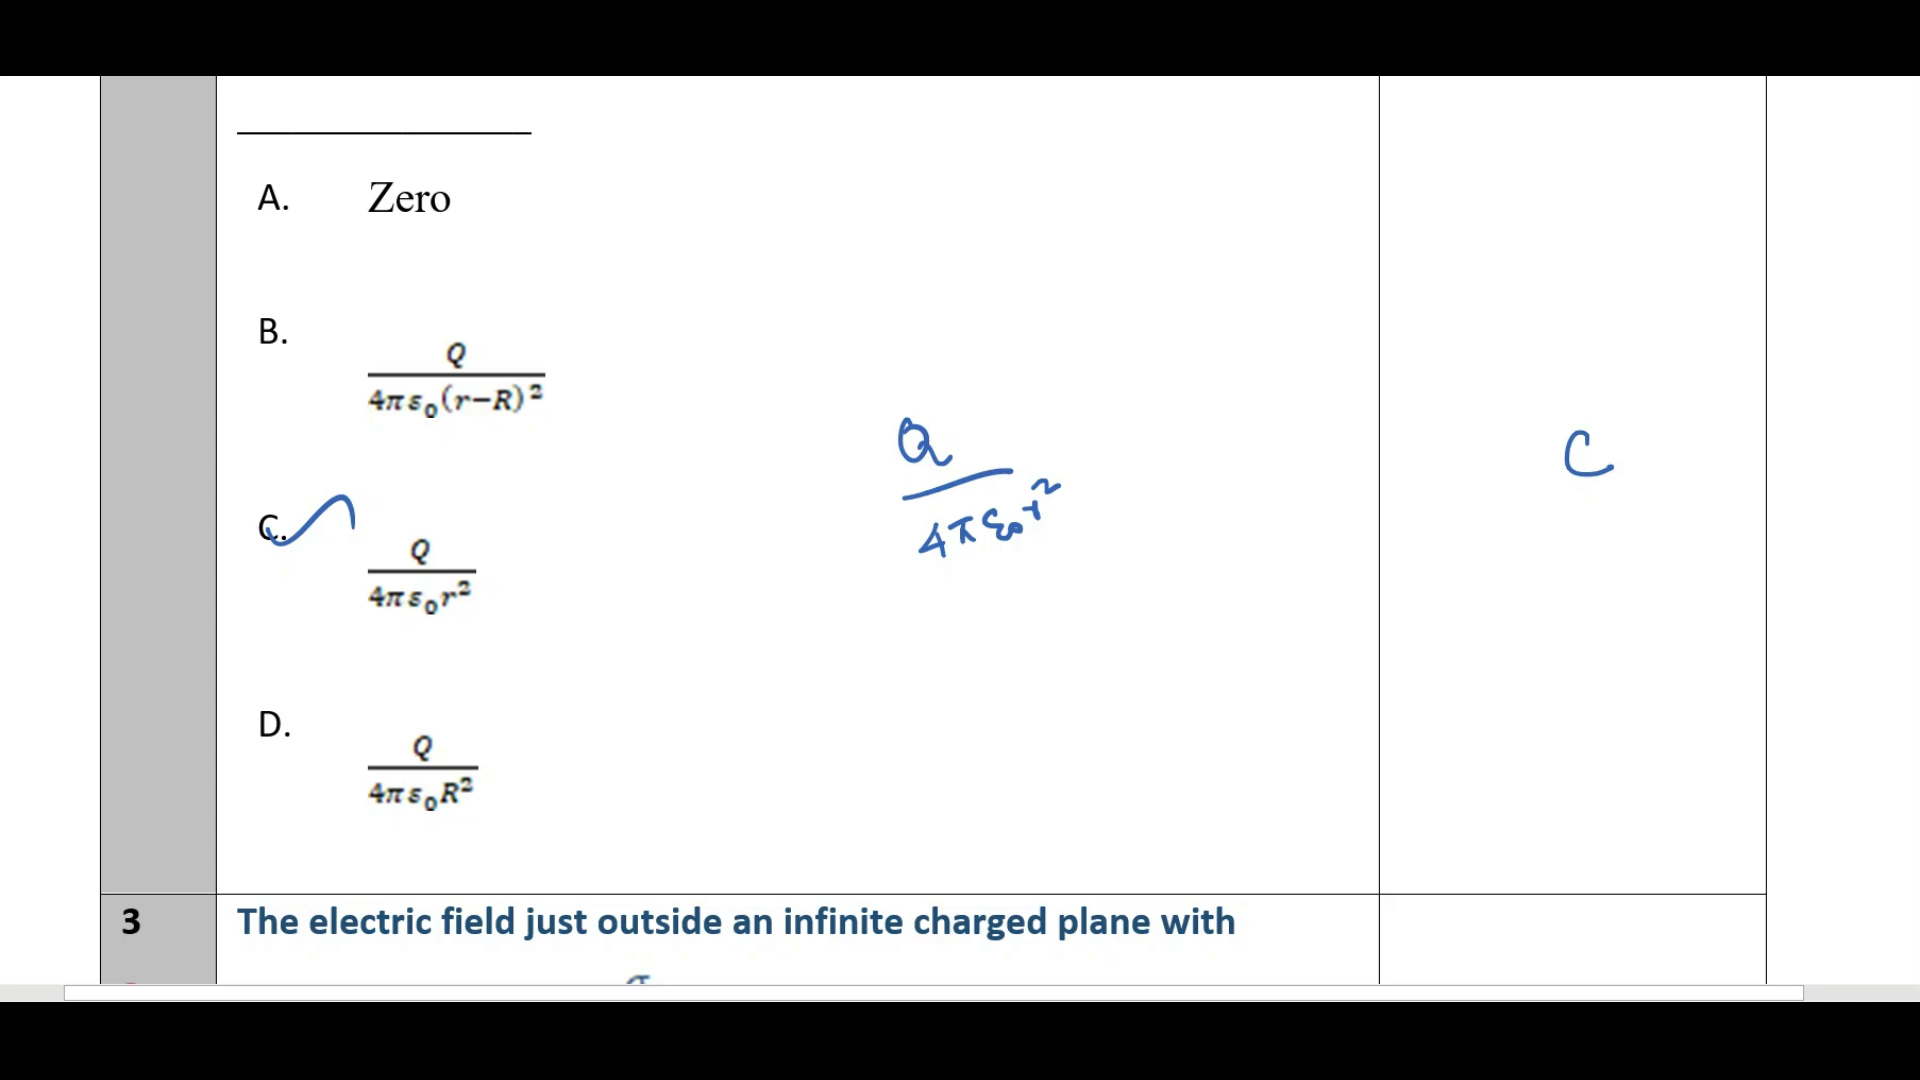 A. Zero
B. Q
4πε₀(r−R)²
Q
4πε₀r²
C
C. Q
4πε₀r²
D. Q
4πε₀R²
3 The electric field just outside an infinite charged plane with